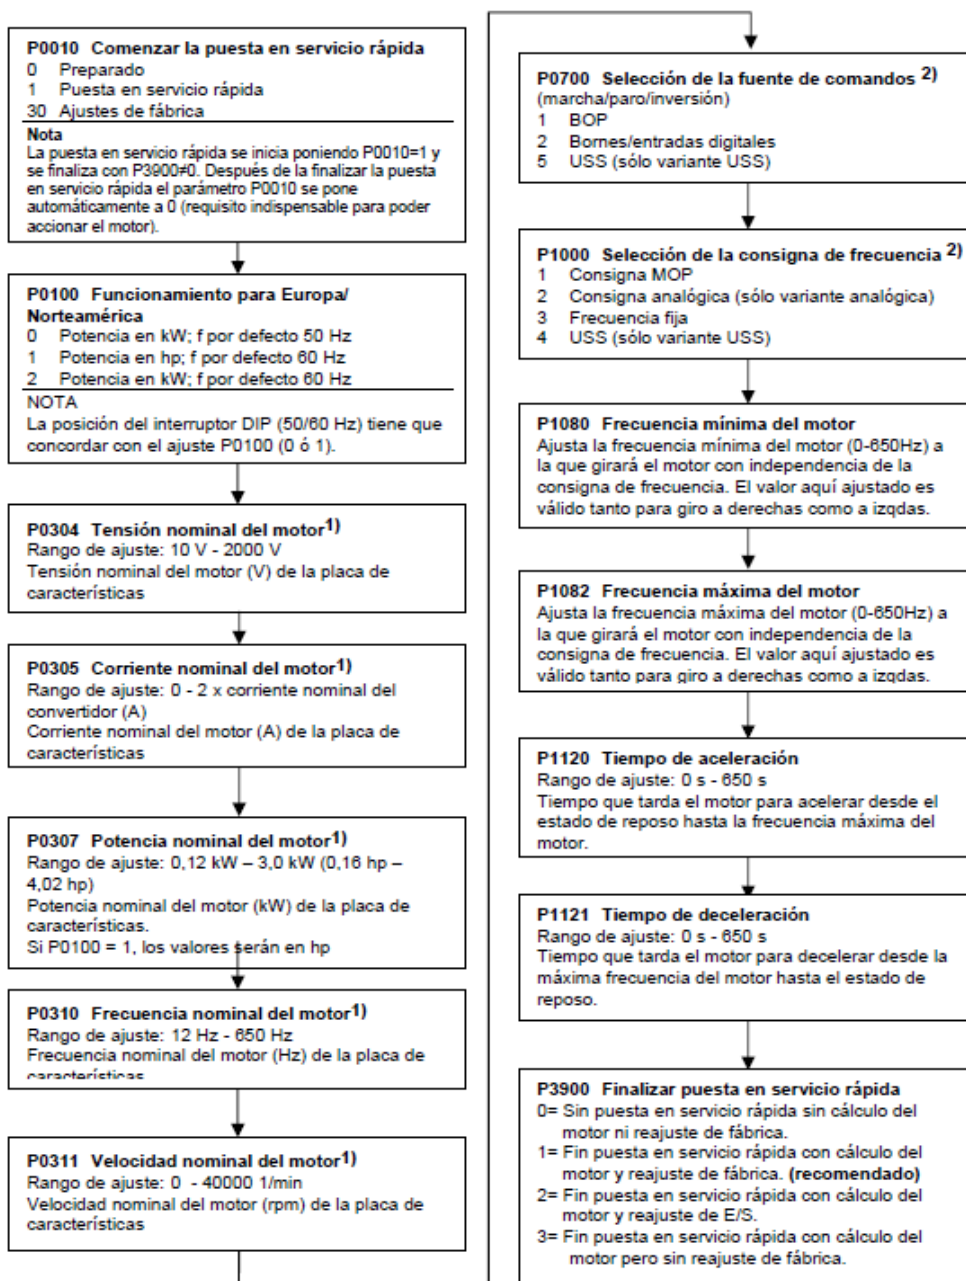 P0010 Comenzar la puesta en servicio rápida
0 Preparado
1 Puesta en servicio rápida
30 Ajustes de fábrica
Nota
La puesta en servicio rápida se inicia poniendo P0010=1 y
se finaliza con P3900≠0. Después de la finalizar la puesta
en servicio rápida el parámetro P0010 se pone
automáticamente a 0 (requisito indispensable para poder
accionar el motor).
P0100 Funcionamiento para Europa/
Norteamérica
0 Potencia en kW; f por defecto 50 Hz
1 Potencia en hp; f por defecto 60 Hz
2 Potencia en kW; f por defecto 60 Hz
NOTA
La posición del interruptor DIP (50/60 Hz) tiene que
concordar con el ajuste P0100 (0 ó 1).
P0304 Tensión nominal del motor1)
Rango de ajuste: 10 V - 2000 V
Tensión nominal del motor (V) de la placa de
características
P0305 Corriente nominal del motor1)
Rango de ajuste: 0 - 2 x corriente nominal del
convertidor (A)
Corriente nominal del motor (A) de la placa de
características
P0307 Potencia nominal del motor1)
Rango de ajuste: 0,12 kW – 3,0 kW (0,16 hp –
4,02 hp)
Potencia nominal del motor (kW) de la placa de
características.
Si P0100 = 1, los valores serán en hp
P0310 Frecuencia nominal del motor1)
Rango de ajuste: 12 Hz - 650 Hz
Frecuencia nominal del motor (Hz) de la placa de
características
P0311 Velocidad nominal del motor1)
Rango de ajuste: 0 - 40000 1/min
Velocidad nominal del motor (rpm) de la placa de
características
P0700 Selección de la fuente de comandos 2)
(marcha/paro/inversión)
1 BOP
2 Bornes/entradas digitales
5 USS (sólo variante USS)
P1000 Selección de la consigna de frecuencia 2)
1 Consigna MOP
2 Consigna analógica (sólo variante analógica)
3 Frecuencia fija
4 USS (sólo variante USS)
P1080 Frecuencia mínima del motor
Ajusta la frecuencia mínima del motor (0-650Hz) a
la que girará el motor con independencia de la
consigna de frecuencia. El valor aquí ajustado es
válido tanto para giro a derechas como a izqdas.
P1082 Frecuencia máxima del motor
Ajusta la frecuencia máxima del motor (0-650Hz) a
la que girará el motor con independencia de la
consigna de frecuencia. El valor aquí ajustado es
válido tanto para giro a derechas como a izqdas.
P1120 Tiempo de aceleración
Rango de ajuste: 0 s - 650 s
Tiempo que tarda el motor para acelerar desde el
estado de reposo hasta la frecuencia máxima del
motor.
P1121 Tiempo de deceleración
Rango de ajuste: 0 s - 650 s
Tiempo que tarda el motor para decelerar desde la
máxima frecuencia del motor hasta el estado de
reposo.
P3900 Finalizar puesta en servicio rápida
0= Sin puesta en servicio rápida sin cálculo del
motor ni reajuste de fábrica.
1= Fin puesta en servicio rápida con cálculo del
motor y reajuste de fábrica. (recomendado)
2= Fin puesta en servicio rápida con cálculo del
motor y reajuste de E/S.
3= Fin puesta en servicio rápida con cálculo del
motor pero sin reajuste de fábrica.